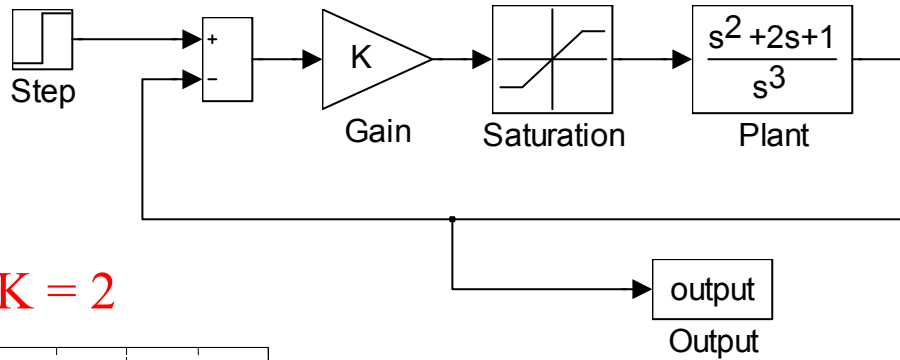 +
−
K
s² +2s+1
s³
Step
Gain
Saturation
Plant
K = 2
output
Output